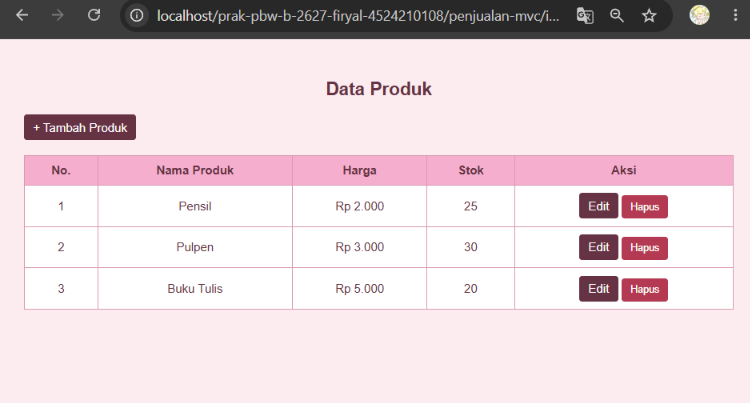 localhost/prak-pbw-b-2627-firyal-4524210108/penjualan-mvc/i...
Data Produk
+ Tambah Produk
No. Nama Produk Harga Stok Aksi
1 Pensil Rp 2.000 25 Edit Hapus
2 Pulpen Rp 3.000 30 Edit Hapus
3 Buku Tulis Rp 5.000 20 Edit Hapus